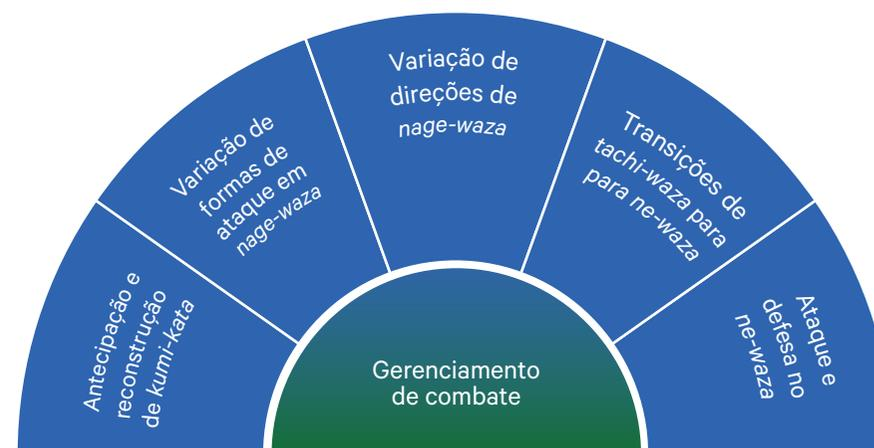 Antecipação e
reconstrução
de kumi-kata
Variação de
formas de
ataque em
nage-waza
Variação de
direções de
nage-waza
Transições de
tachi-waza para
para ne-waza
Ataque e
defesa no
ne-waza
Gerenciamento
de combate